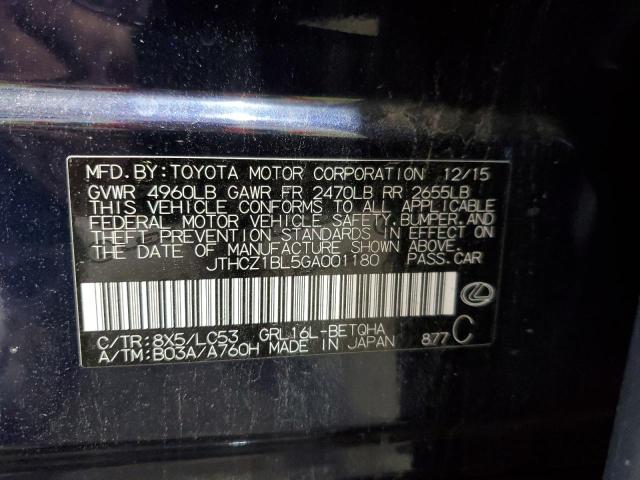 MFD.BY:TOYOTA MOTOR CORPORATION 12/15
GVWR 4960LB GAWR FR 2470LB RR 2655LB
THIS VEHICLE CONFORMS TO ALL APPLICABLE
FEDERAL MOTOR VEHICLE SAFETY,BUMPER,AND
THEFT PREVENTION STANDARDS IN EFFECT ON
THE DATE OF MANUFACTURE SHOWN ABOVE.
JTHCZ1BL5GA001180 PASS.CAR
C/TR:8X5/LC53 GRL16L-BETQHA
A/TM:B03A/A760H MADE IN JAPAN 877 C